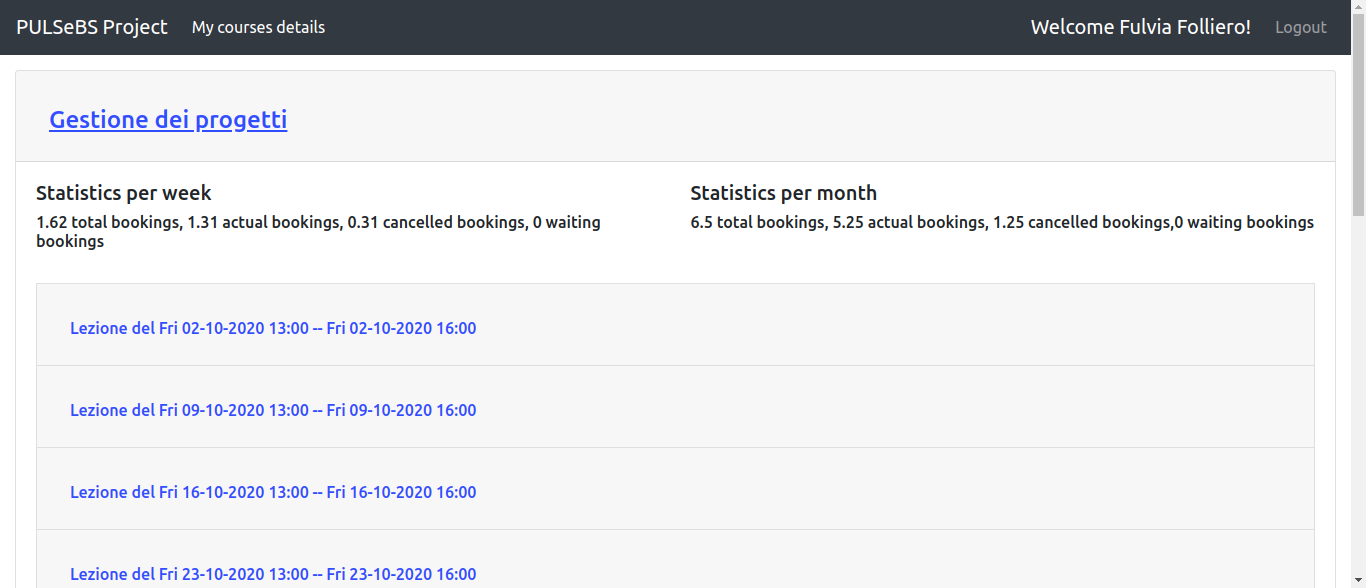 PULSeBS Project My courses details Welcome Fulvia Folliero! Logout
Gestione dei progetti
Statistics per week
1.62 total bookings, 1.31 actual bookings, 0.31 cancelled bookings, 0 waiting
bookings
Statistics per month
6.5 total bookings, 5.25 actual bookings, 1.25 cancelled bookings,0 waiting bookings
Lezione del Fri 02-10-2020 13:00 -- Fri 02-10-2020 16:00
Lezione del Fri 09-10-2020 13:00 -- Fri 09-10-2020 16:00
Lezione del Fri 16-10-2020 13:00 -- Fri 16-10-2020 16:00
Lezione del Fri 23-10-2020 13:00 -- Fri 23-10-2020 16:00